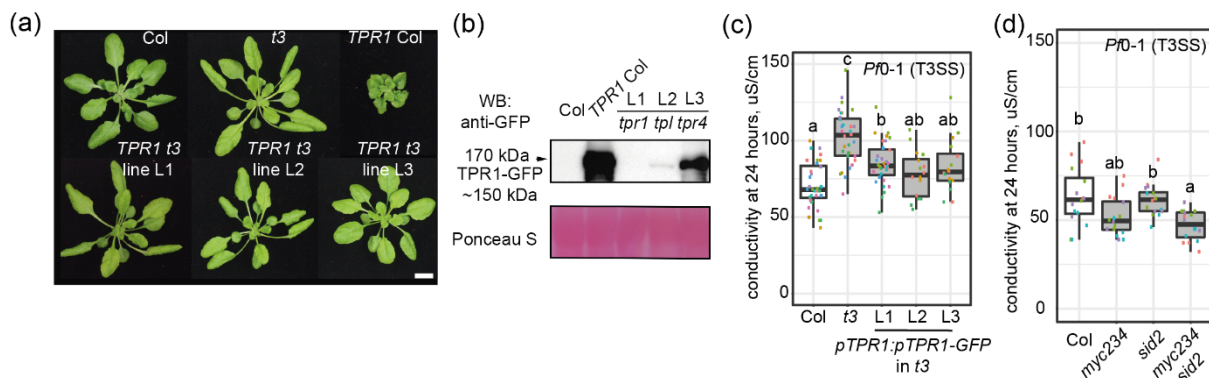 (a)
Col
t3
TPR1 Col
TPR1 t3
line L1
TPR1 t3
line L2
TPR1 t3
line L3
(b)
WB:
anti-GFP
Col
TPR1 Col
L1 L2 L3
tpr1 tpl tpr4
170 kDa
TPR1-GFP
~150 kDa
Ponceau S
(c)
conductivity at 24 hours, uS/cm
150
100
50
0
Pf0-1 (T3SS)
a
c
b
ab
ab
Col t3 L1 L2 L3
pTPR1:pTPR1-GFP
in t3
(d)
conductivity at 24 hours, uS/cm
150
100
50
0
Pf0-1 (T3SS)
b
ab
b
a
Col
myc234
sid2
myc234
sid2